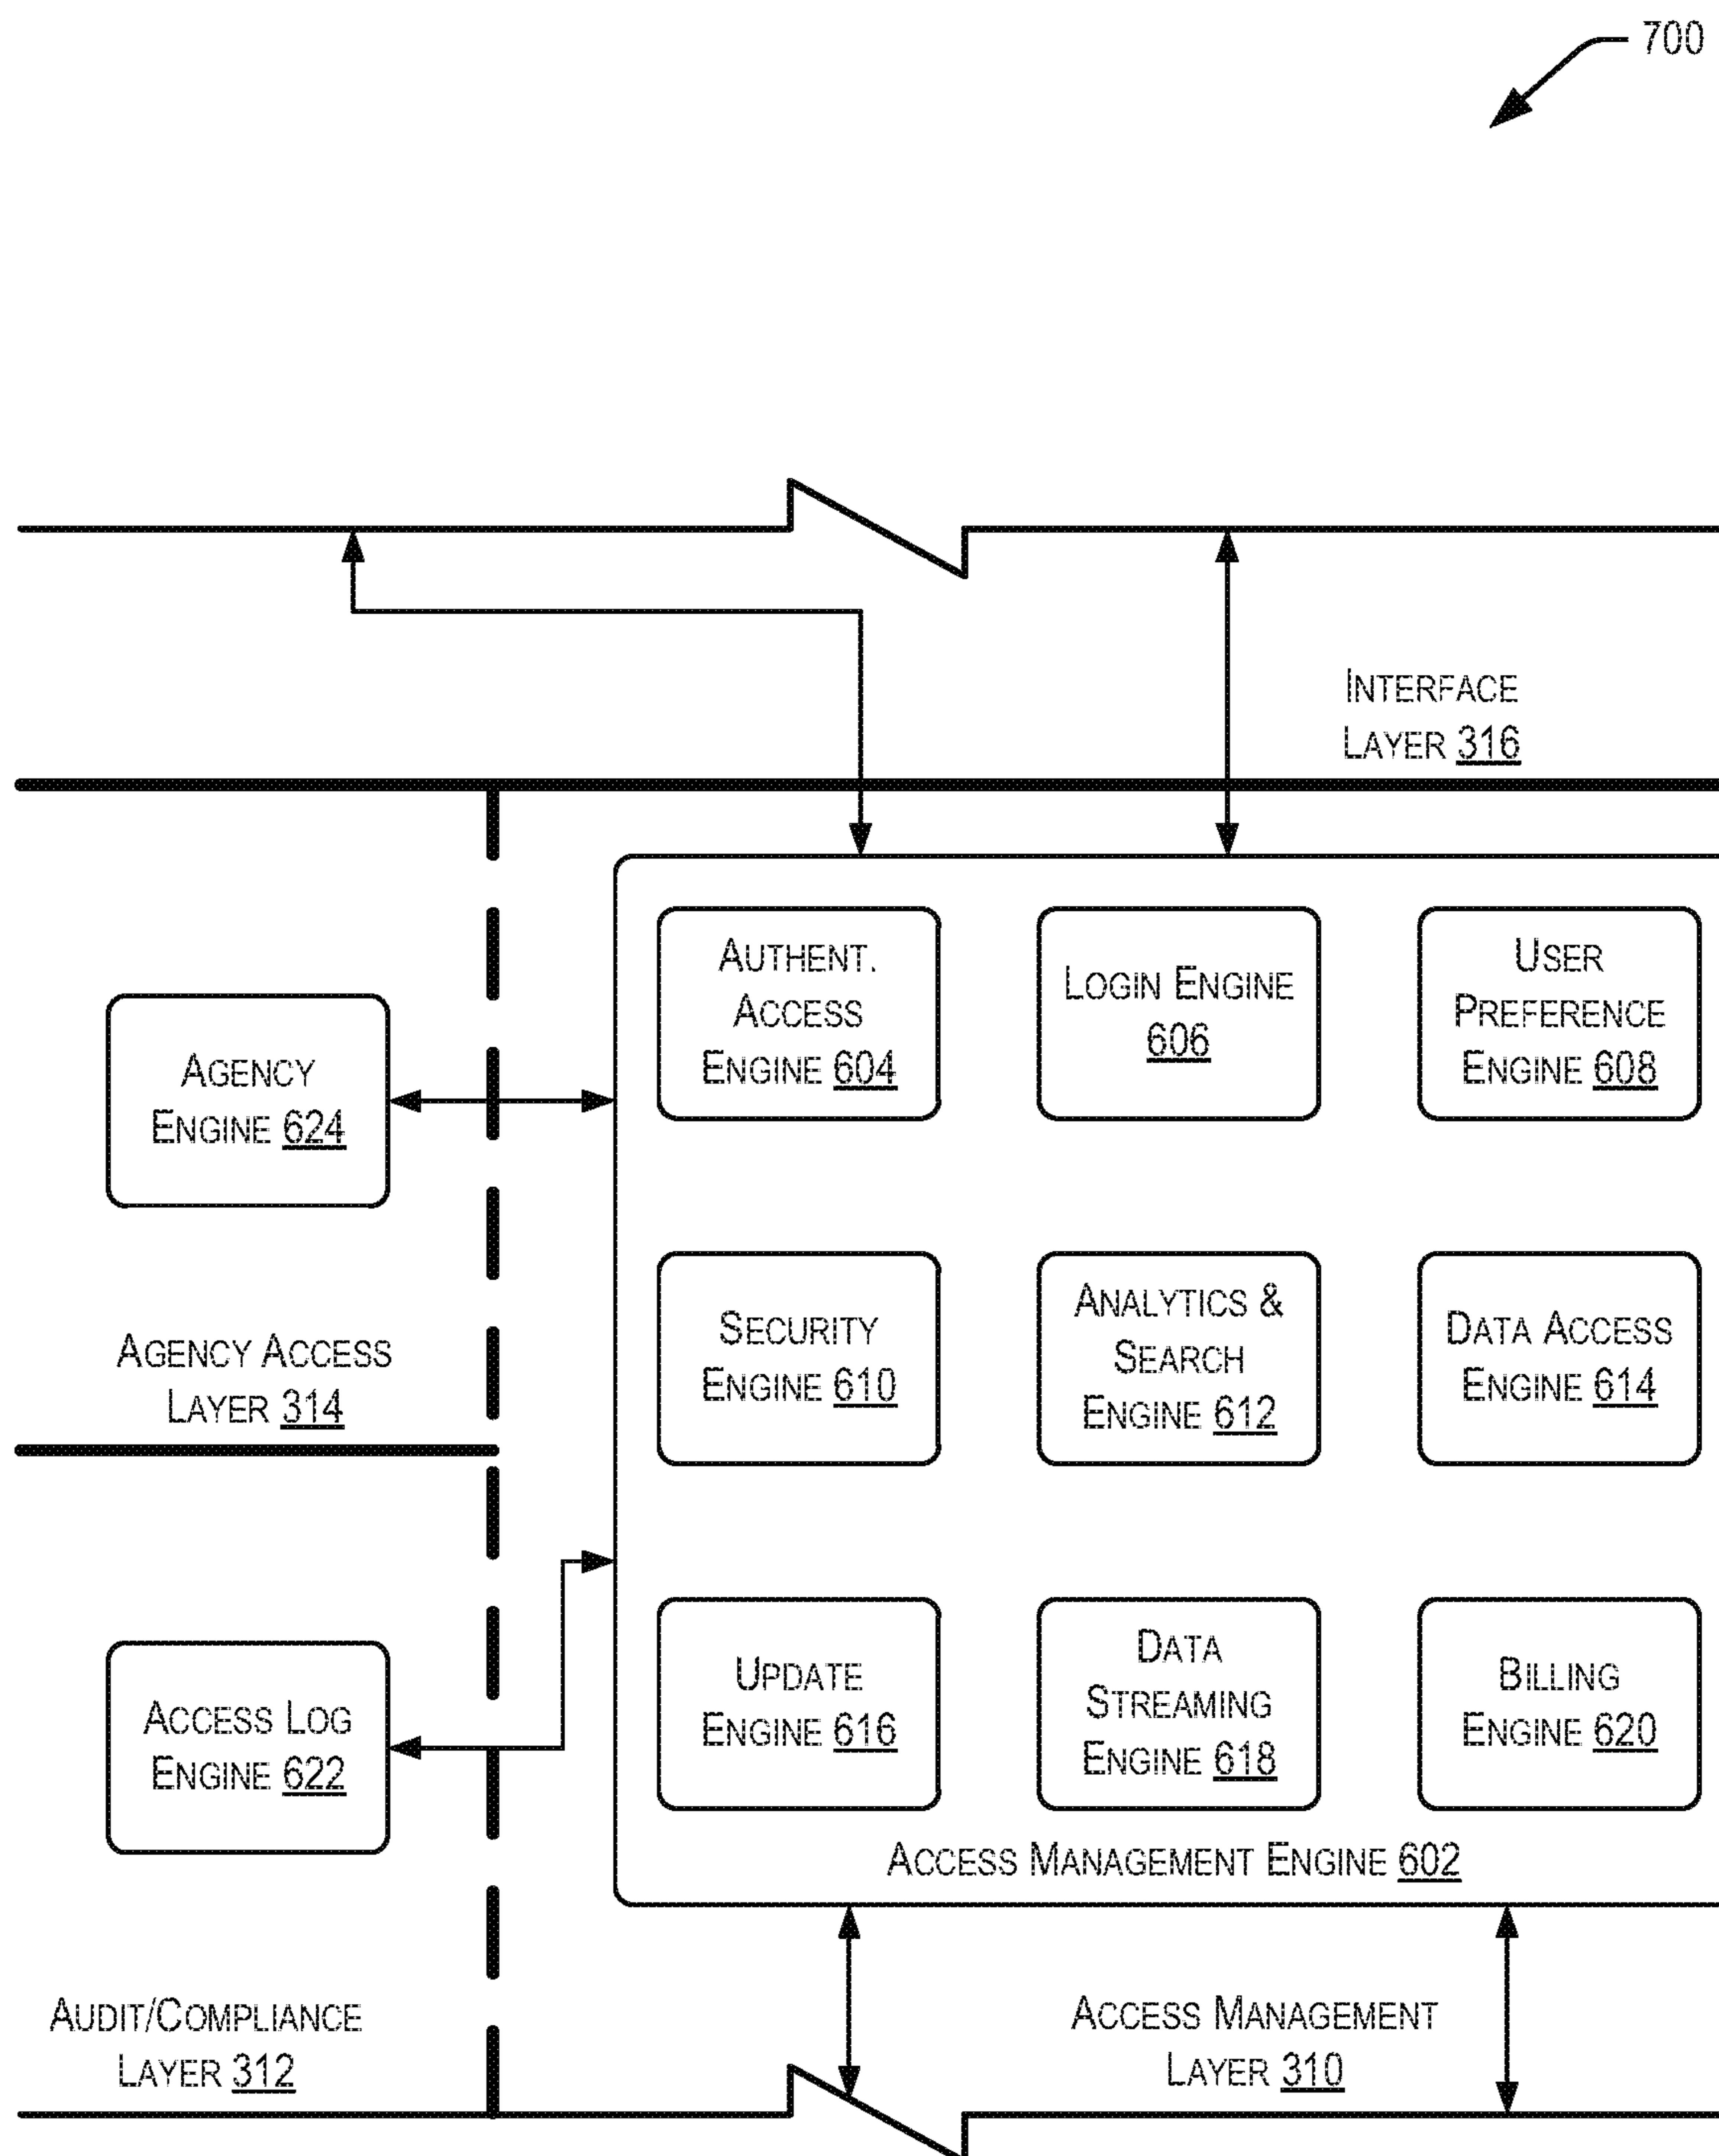 700
INTERFACE
LAYER 316
AUTHENT.
ACCESS
ENGINE 604
LOGIN ENGINE
606
USER
PREFERENCE
ENGINE 608
AGENCY
ENGINE 624
SECURITY
ENGINE 610
ANALYTICS &
SEARCH
ENGINE 612
DATA ACCESS
ENGINE 614
AGENCY ACCESS
LAYER 314
UPDATE
ENGINE 616
DATA
STREAMING
ENGINE 618
BILLING
ENGINE 620
ACCESS LOG
ENGINE 622
ACCESS MANAGEMENT ENGINE 602
AUDIT/COMPLIANCE
LAYER 312
ACCESS MANAGEMENT
LAYER 310